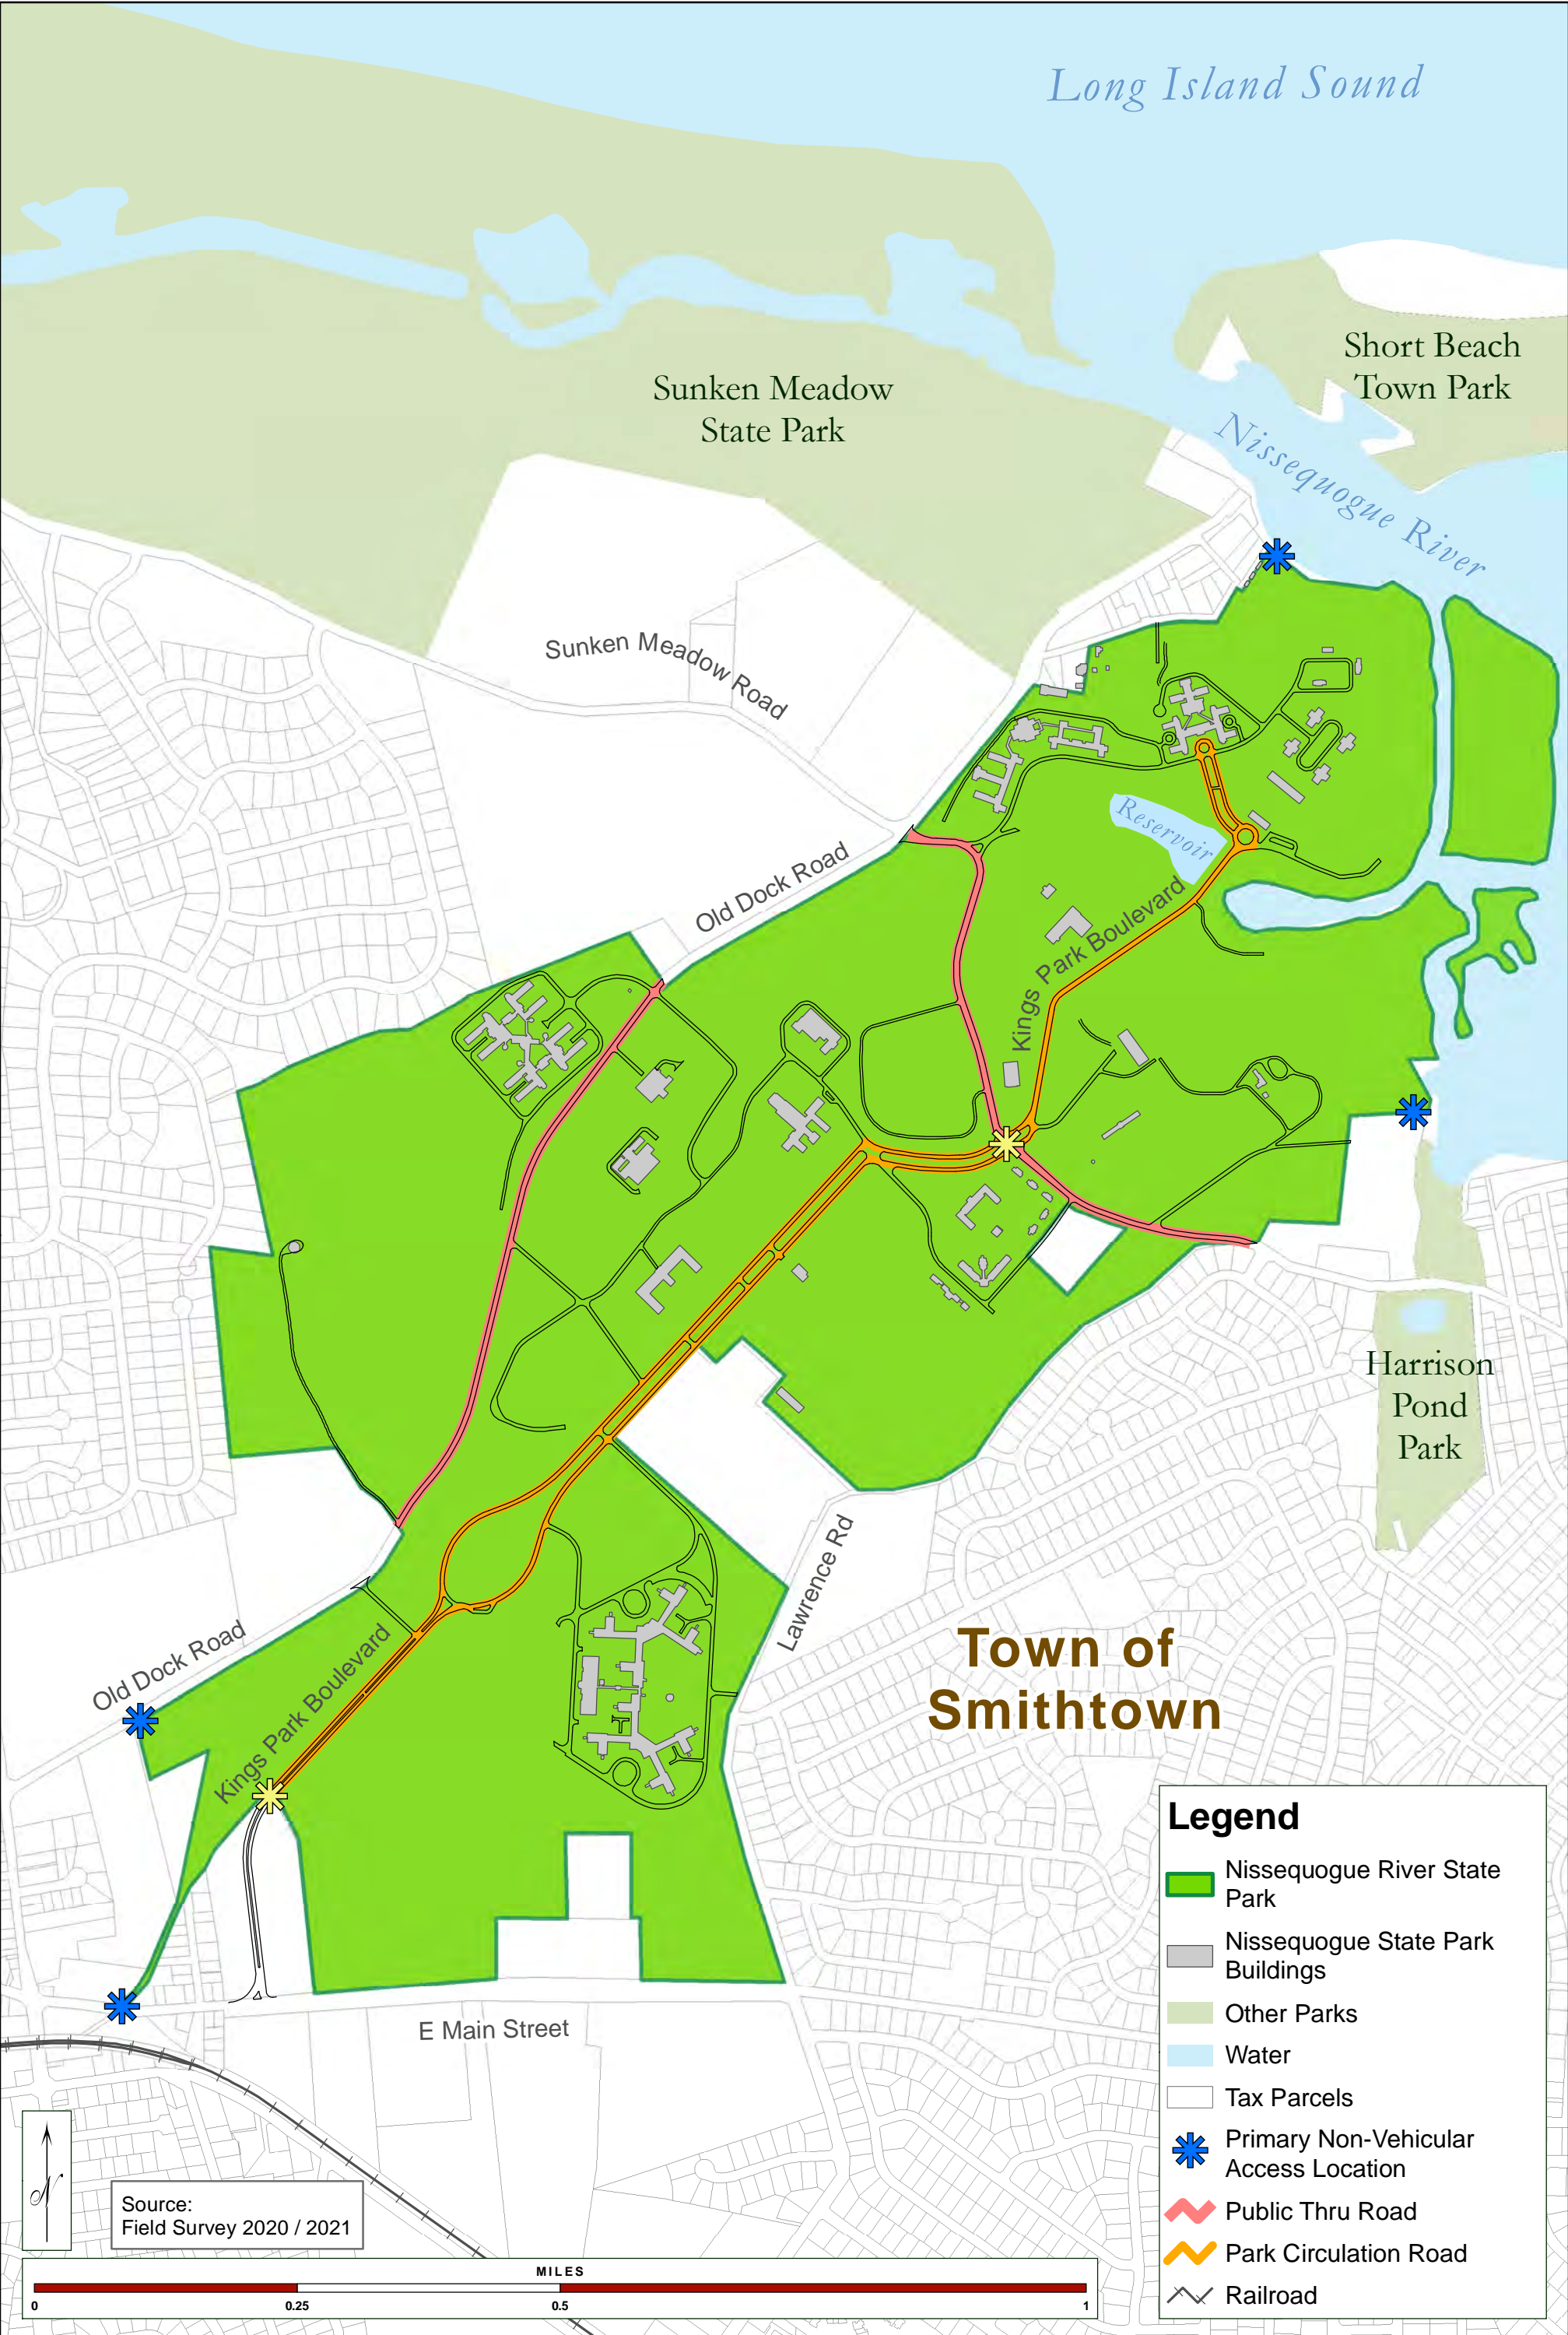 Long Island Sound
Short Beach
Town Park
Sunken Meadow
State Park
Nissequogue River
Sunken Meadow Road
Reservoir
Old Dock Road
Kings Park Boulevard
Harrison
Pond
Park
Lawrence Rd
Old Dock Road
Kings Park Boulevard
Town of
Smithtown
E Main Street
Legend
Nissequogue River State
Park
Nissequogue State Park
Buildings
Other Parks
Water
Tax Parcels
Primary Non-Vehicular
Access Location
Public Thru Road
Park Circulation Road
Railroad
N
Source:
Field Survey 2020 / 2021
MILES
0 0.25 0.5 1